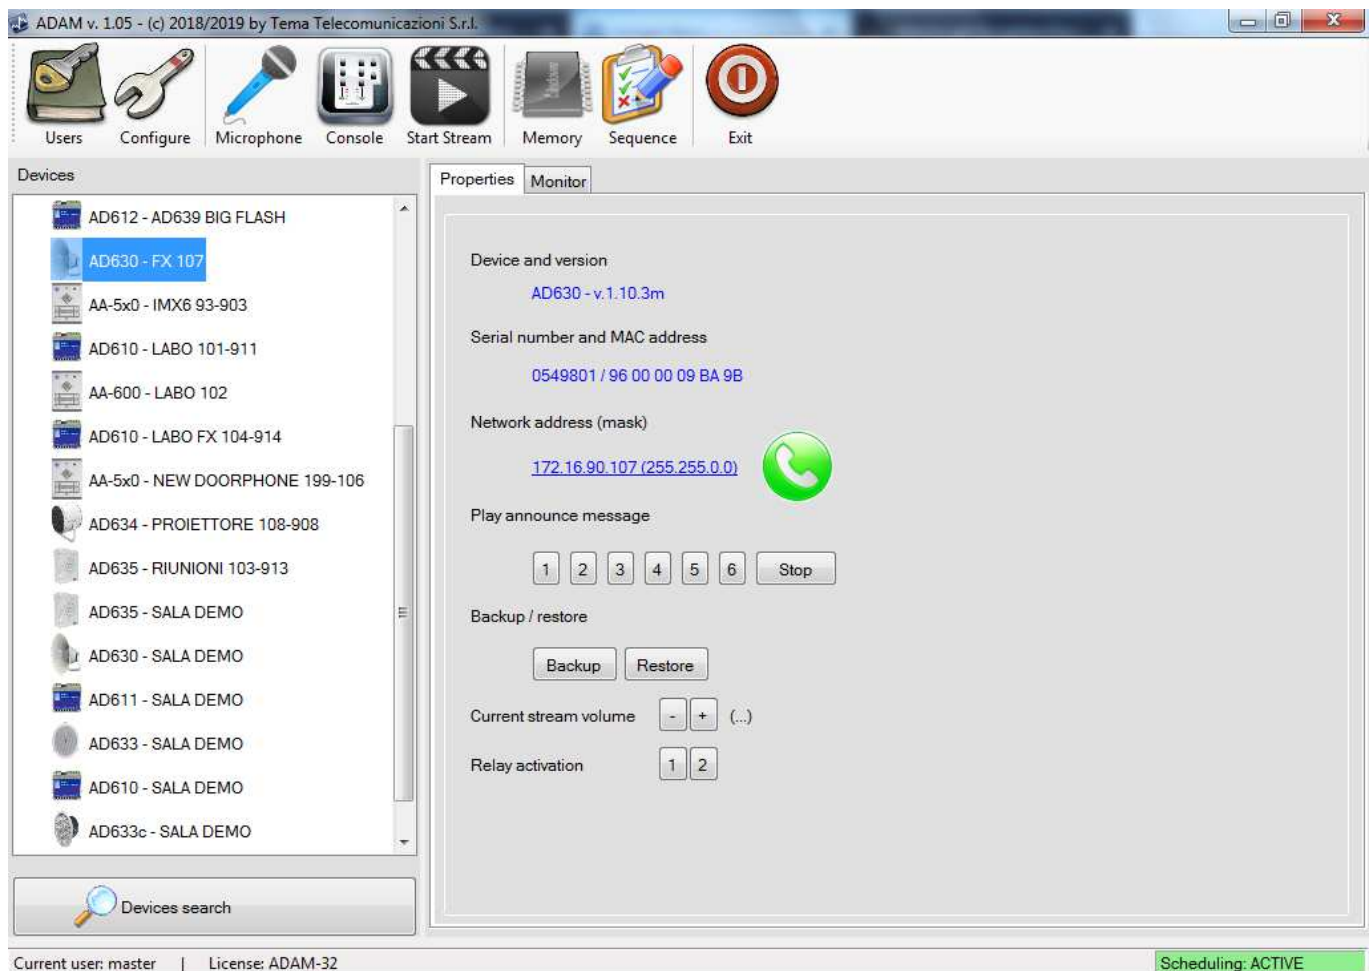 ADAM v. 1.05 - (c) 2018/2019 by Tema Telecomunicazioni S.r.l.
Users Configure Microphone Console Start Stream Memory Sequence Exit
Devices
AD612 - AD639 BIG FLASH
AD630 - FX 107
AA-5x0 - IMX6 93-903
AD610 - LABO 101-911
AA-600 - LABO 102
AD610 - LABO FX 104-914
AA-5x0 - NEW DOORPHONE 199-106
AD634 - PROIETTORE 108-908
AD635 - RIUNIONI 103-913
AD635 - SALA DEMO
AD630 - SALA DEMO
AD611 - SALA DEMO
AD633 - SALA DEMO
AD610 - SALA DEMO
AD633c - SALA DEMO
Devices search
Properties Monitor
Device and version
AD630 - v.1.10.3m
Serial number and MAC address
0549801 / 96 00 00 09 BA 9B
Network address (mask)
172.16.90.107 (255.255.0.0)
Play announce message
1 2 3 4 5 6 Stop
Backup / restore
Backup Restore
Current stream volume - + (...)
Relay activation 1 2
Current user: master | License: ADAM-32 Scheduling: ACTIVE